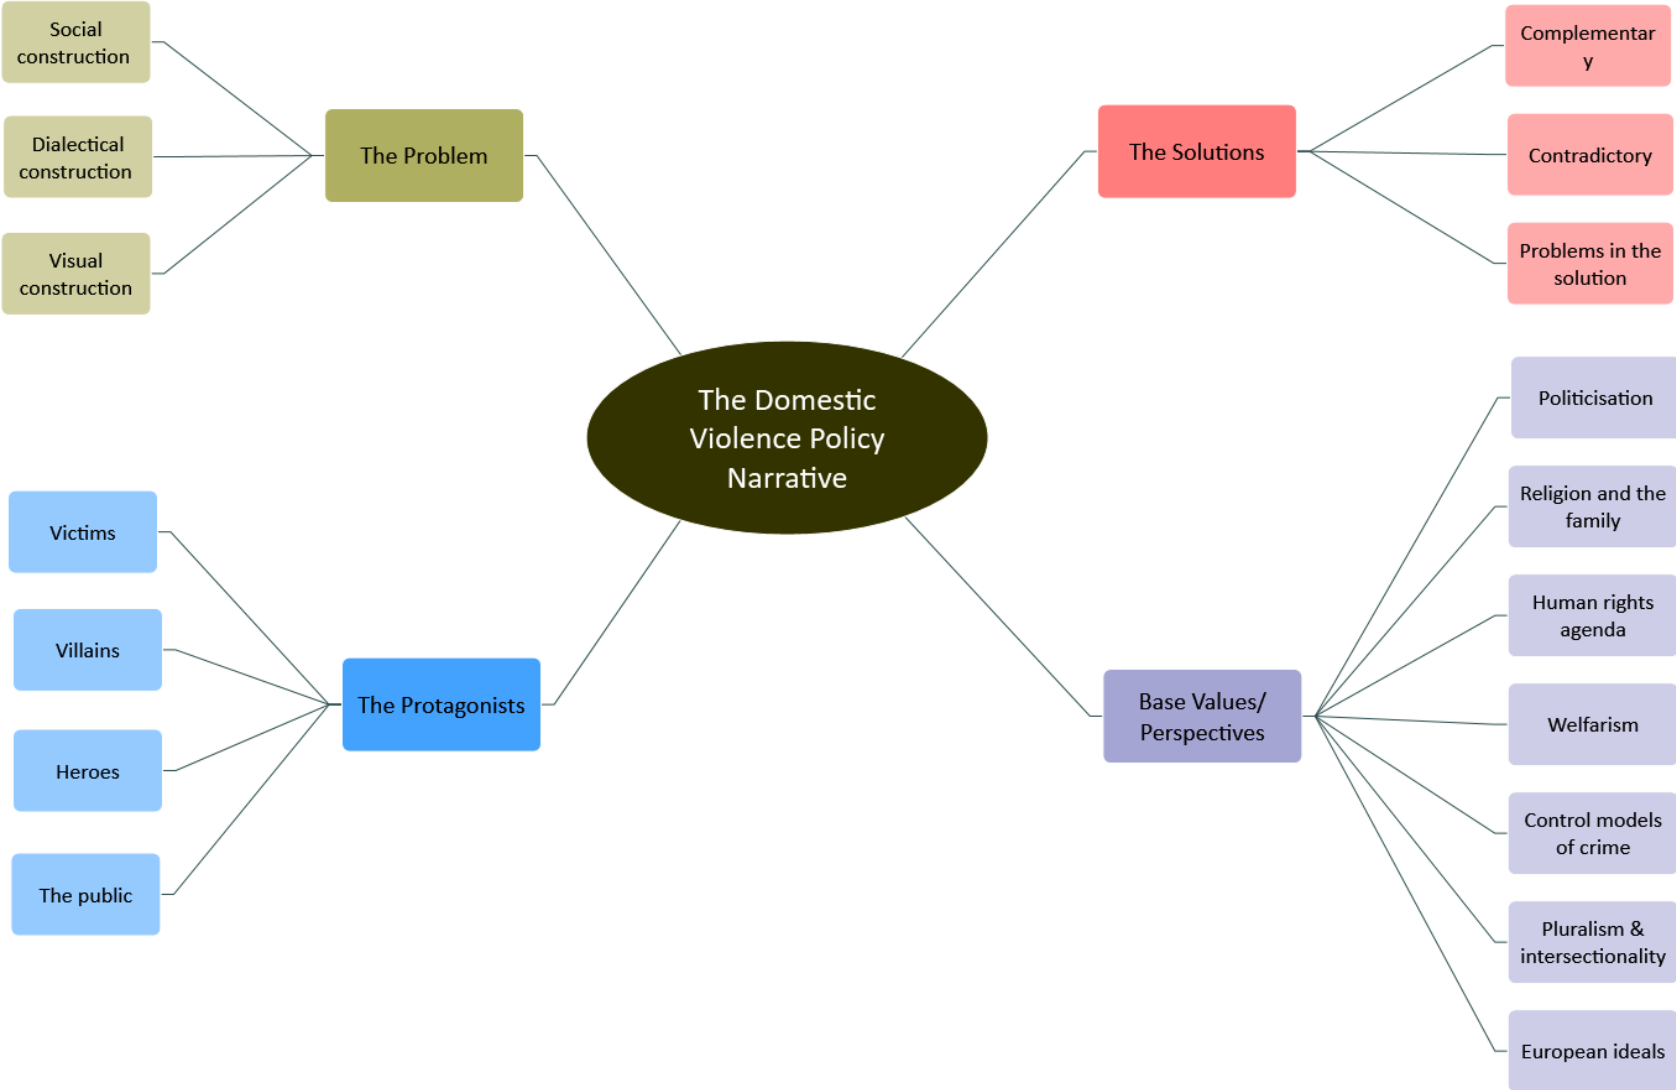 Social
construction
Dialectical
construction
Visual
construction
The Problem
The Solutions
Complementar
y
Contradictory
Problems in the
solution
The Domestic
Violence Policy
Narrative
Victims
Villains
Heroes
The public
The Protagonists
Base Values/
Perspectives
Politicisation
Religion and the
family
Human rights
agenda
Welfarism
Control models
of crime
Pluralism &
intersectionality
European ideals